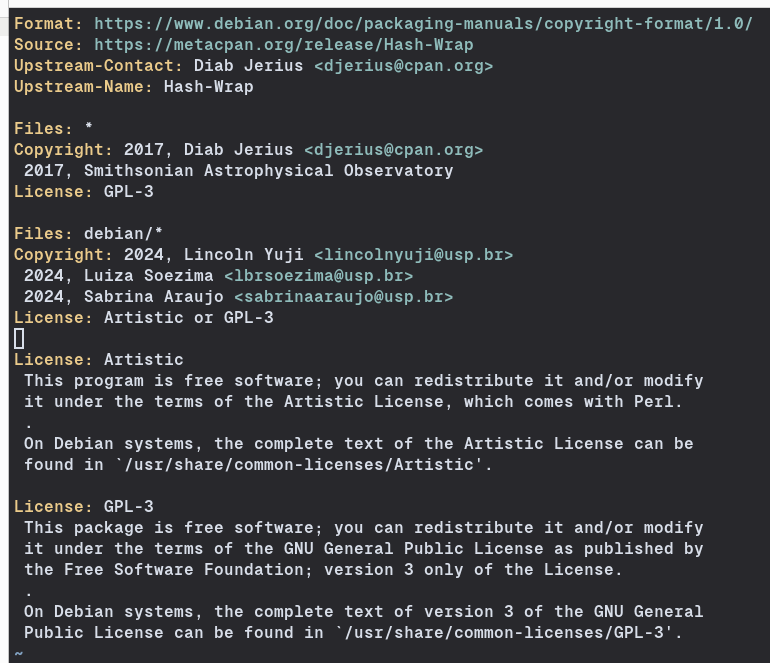 Format: https://www.debian.org/doc/packaging-manuals/copyright-format/1.0/
Source: https://metacpan.org/release/Hash-Wrap
Upstream-Contact: Diab Jerius <djerius@cpan.org>
Upstream-Name: Hash-Wrap

Files: *
Copyright: 2017, Diab Jerius <djerius@cpan.org>
 2017, Smithsonian Astrophysical Observatory
License: GPL-3

Files: debian/*
Copyright: 2024, Lincoln Yuji <lincolnyuji@usp.br>
 2024, Luiza Soezima <lbrsoezima@usp.br>
 2024, Sabrina Araujo <sabrinaaraujo@usp.br>
License: Artistic or GPL-3

License: Artistic
 This program is free software; you can redistribute it and/or modify
 it under the terms of the Artistic License, which comes with Perl.
 .
 On Debian systems, the complete text of the Artistic License can be
 found in `/usr/share/common-licenses/Artistic'.

License: GPL-3
 This package is free software; you can redistribute it and/or modify
 it under the terms of the GNU General Public License as published by
 the Free Software Foundation; version 3 only of the License.
 .
 On Debian systems, the complete text of version 3 of the GNU General
 Public License can be found in `/usr/share/common-licenses/GPL-3'.
~